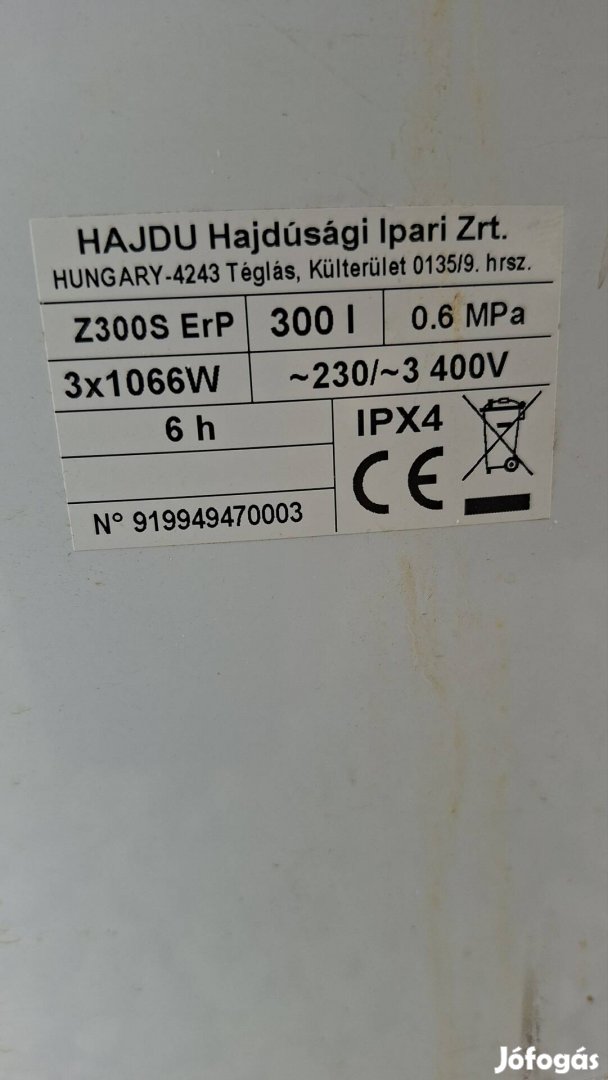 HAJDU Hajdúsági Ipari Zrt.
HUNGARY-4243 Téglás, Külterület 0135/9. hrsz.
Z300S ErP 300 l 0.6 MPa
3x1066W ~230/~3 400V
6 h IPX4
CE
N° 919949470003
Jófogás